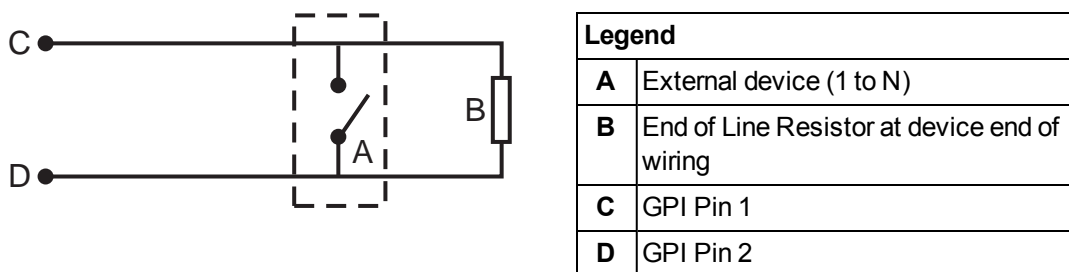 C
D
A
B
Legend
A External device (1 to N)
B End of Line Resistor at device end of
wiring
C GPI Pin 1
D GPI Pin 2